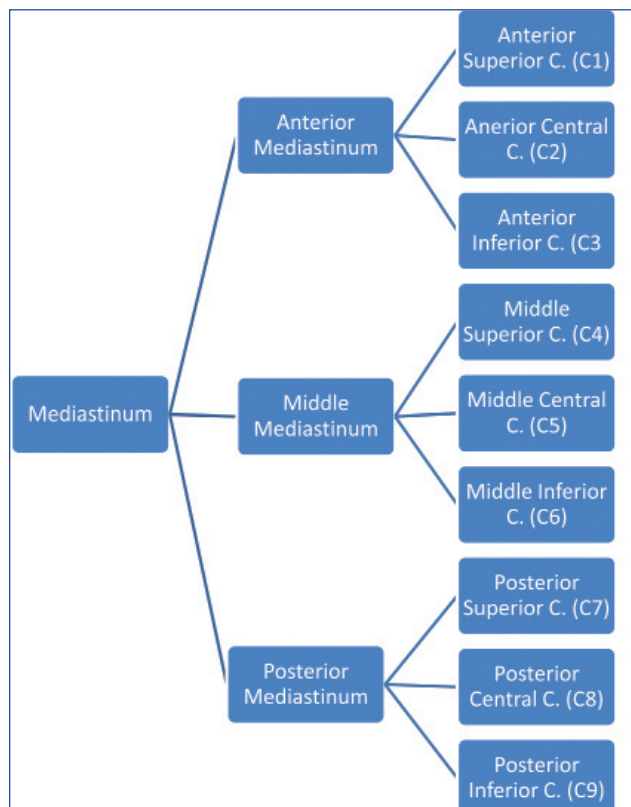 Anterior
Superior C. (C1)
Anterior
Mediastinum
Anerior Central
C. (C2)
Anterior
Inferior C. (C3
Middle
Superior C. (C4)
Mediastinum
Middle
Mediastinum
Middle Central
C. (C5)
Middle Inferior
C. (C6)
Posterior
Superior C. (C7)
Posterior
Mediastinum
Posterior
Central C. (C8)
Posterior
Inferior C. (C9)